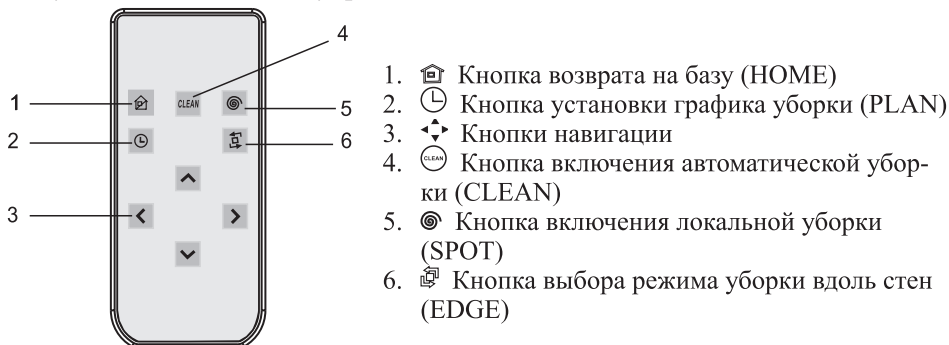 4
1
CLEAN
5
2
6
3
1. Кнопка возврата на базу (HOME)
2. Кнопка установки графика уборки (PLAN)
3. Кнопки навигации
4. CLEAN Кнопка включения автоматической убор-
ки (CLEAN)
5. Кнопка включения локальной уборки
(SPOT)
6. Кнопка выбора режима уборки вдоль стен
(EDGE)